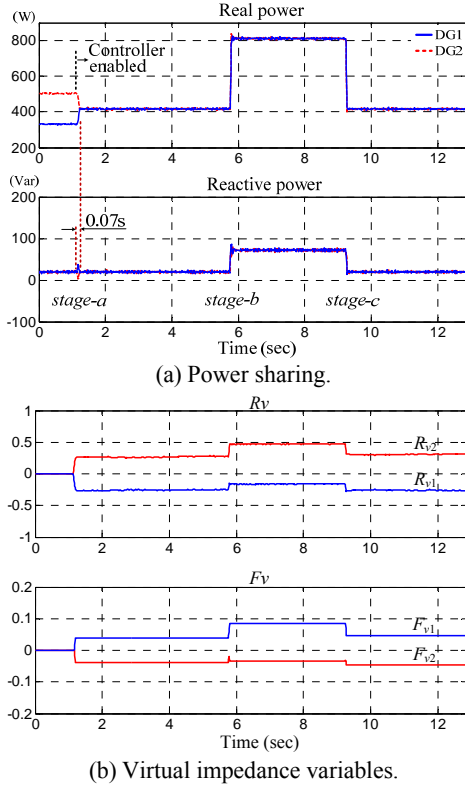 (W) Real power
800
600
400
200
Controller
enabled
DG1
DG2
0 2 4 6 8 10 12
(Var) Reactive power
200
100
0
-100
0.07s
stage-a stage-b stage-c
0 2 4 6 8 10 12
Time (sec)
(a) Power sharing.
Rv
1
0.5
0
-0.5
-1
Rv2
Rv1
0 2 4 6 8 10 12
Fv
0.2
0.1
0
-0.1
-0.2
Fv1
Fv2
0 2 4 6 8 10 12
Time (sec)
(b) Virtual impedance variables.